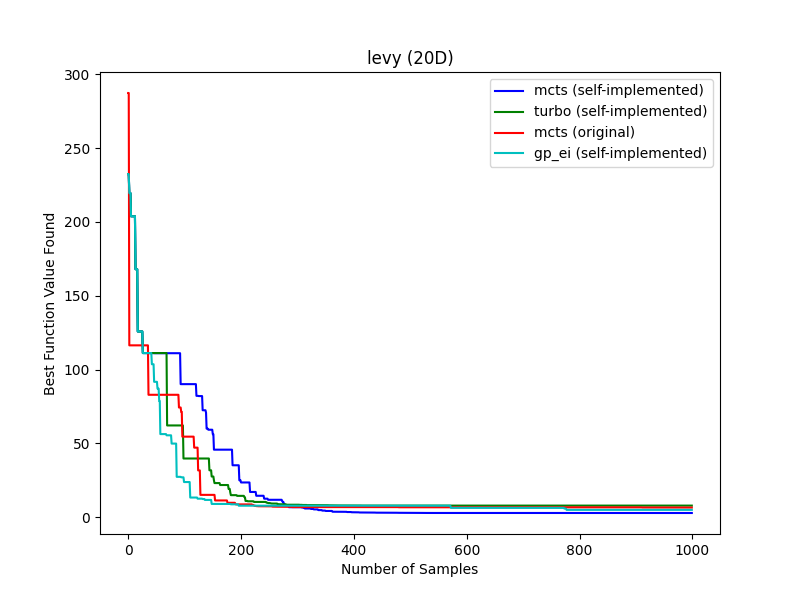 levy (20D)
mcts (self-implemented)
turbo (self-implemented)
mcts (original)
gp_ei (self-implemented)
Best Function Value Found
300
250
200
150
100
50
0
0 200 400 600 800 1000
Number of Samples